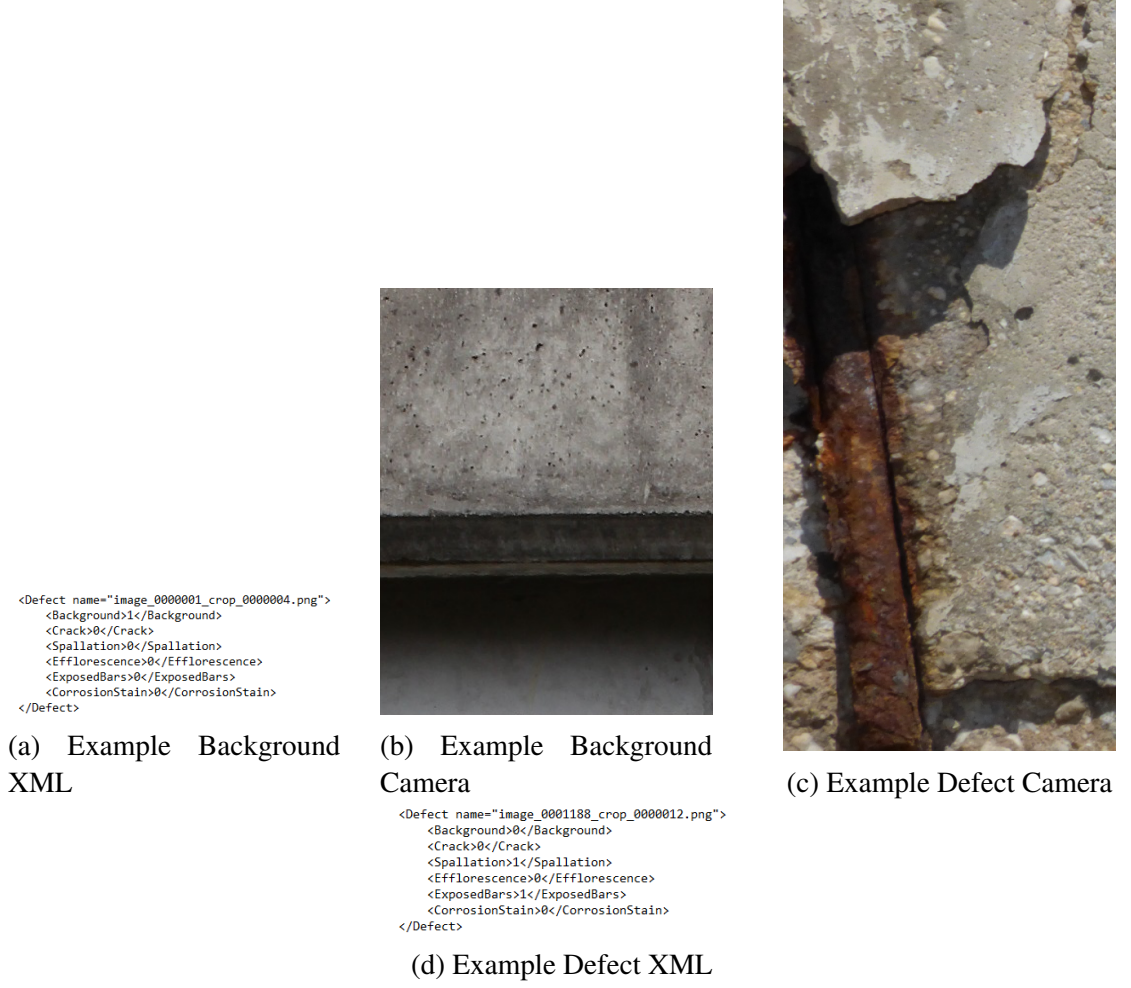 <Defect name="image_0000001_crop_0000004.png">
<Background>1</Background>
<Crack>0</Crack>
<Spallation>0</Spallation>
<Efflorescence>0</Efflorescence>
<ExposedBars>0</ExposedBars>
<CorrosionStain>0</CorrosionStain>
</Defect>
(a) Example Background
XML
(b) Example Background
Camera
(c) Example Defect Camera
<Defect name="image_0001188_crop_0000012.png">
<Background>0</Background>
<Crack>0</Crack>
<Spallation>1</Spallation>
<Efflorescence>0</Efflorescence>
<ExposedBars>1</ExposedBars>
<CorrosionStain>0</CorrosionStain>
</Defect>
(d) Example Defect XML